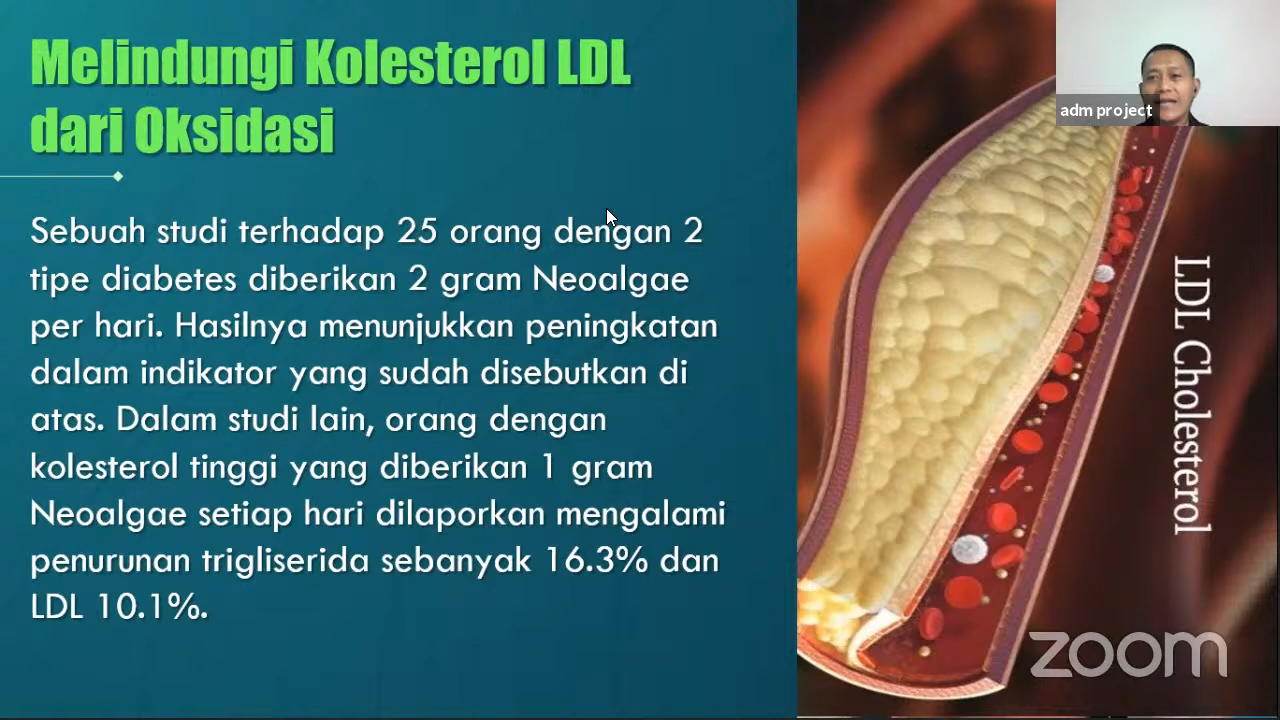 Melindungi Kolesterol LDL
dari Oksidasi
Sebuah studi terhadap 25 orang dengan 2
tipe diabetes diberikan 2 gram Neoalgae
per hari. Hasilnya menunjukkan peningkatan
dalam indikator yang sudah disebutkan di
atas. Dalam studi lain, orang dengan
kolesterol tinggi yang diberikan 1 gram
Neoalgae setiap hari dilaporkan mengalami
penurunan trigliserida sebanyak 16.3% dan
LDL 10.1%.
adm project
LDL Cholesterol
zoom